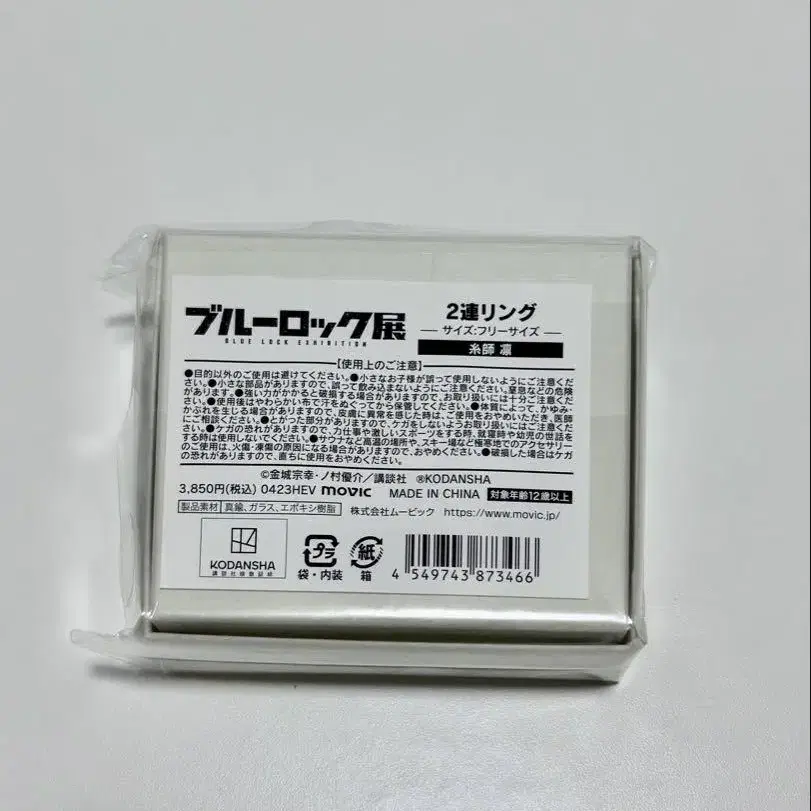 ブルーロック展
BLUE LOCK EXHIBITION
2連リング
サイズ:フリーサイズ
糸師 凛
【使用上のご注意】
●目的以外のご使用は避けてください。●小さなお子様が誤って使用しないようにご注意くだ
さい。●小さな部品がありますので、誤って飲み込まないようにご注意ください。窒息などの危険
があります。●強い力がかかると破損する場合がありますので、お取り扱いには十分ご注意くだ
さい。●使用後はやわらかい布で汗をぬぐってから保管してください。●体質によって、かゆみ・
かぶれを生じる場合がありますので、皮膚に異常を感じた時は、ご使用をおやめいただき、医師
にご相談ください。●とがった部分がありますので、ケガをしないようお取り扱いにはご注意くだ
さい。●ケガの恐れがありますので、力仕事や激しいスポーツをする時、就寝時や幼児の世話を
する時は使用しないでください。●サウナなど高温の場所や、スキー場など極寒地でのアクセサリー
のご使用は、火傷・凍傷の原因になる場合がありますので、おやめください。●破損した場合はケガ
の恐れがありますので、直ちに使用をおやめください。
©金城宗幸・ノ村優介/講談社 ®KODANSHA
3,850円(税込) 0423HEV movic MADE IN CHINA 対象年齢12歳以上
製品素材 真鍮、ガラス、エポキシ樹脂 株式会社ムービック https://www.movic.jp/
KODANSHA
プラ
袋・内装
紙
箱
4 549743 873466